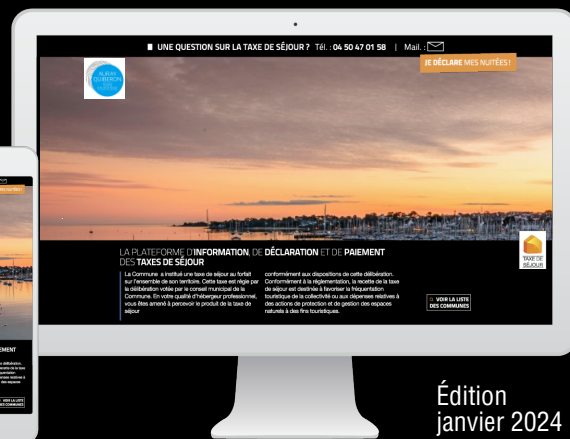 UNE QUESTION SUR LA TAXE DE SÉJOUR ? Tél. : 04 50 47 01 58 | Mail. :
JE DÉCLARE MES NUITÉES !
AURAY
QUIBERON
LA PLATEFORME D'INFORMATION, DE DÉCLARATION ET DE PAIEMENT
DES TAXES DE SÉJOUR
La Commune a institué une taxe de séjour au forfait
sur l'ensemble de son territoire. Cette taxe est régie par
la délibération votée par le conseil municipal de la
Commune. En votre qualité d'hébergeur professionnel,
vous êtes amené à percevoir le produit de la taxe de
séjour
conformément aux dispositions de cette délibération.
Conformément à la réglementation, la recette de la taxe
de séjour est destinée à favoriser la fréquentation
touristique de la collectivité ou aux dépenses relatives à
des actions de protection et de gestion des espaces
naturels à des fins touristiques.
TAXE DE
SÉJOUR
VOIR LA LISTE
DES COMMUNES
VOIR LA LISTE
DES COMMUNES
Édition
janvier 2024